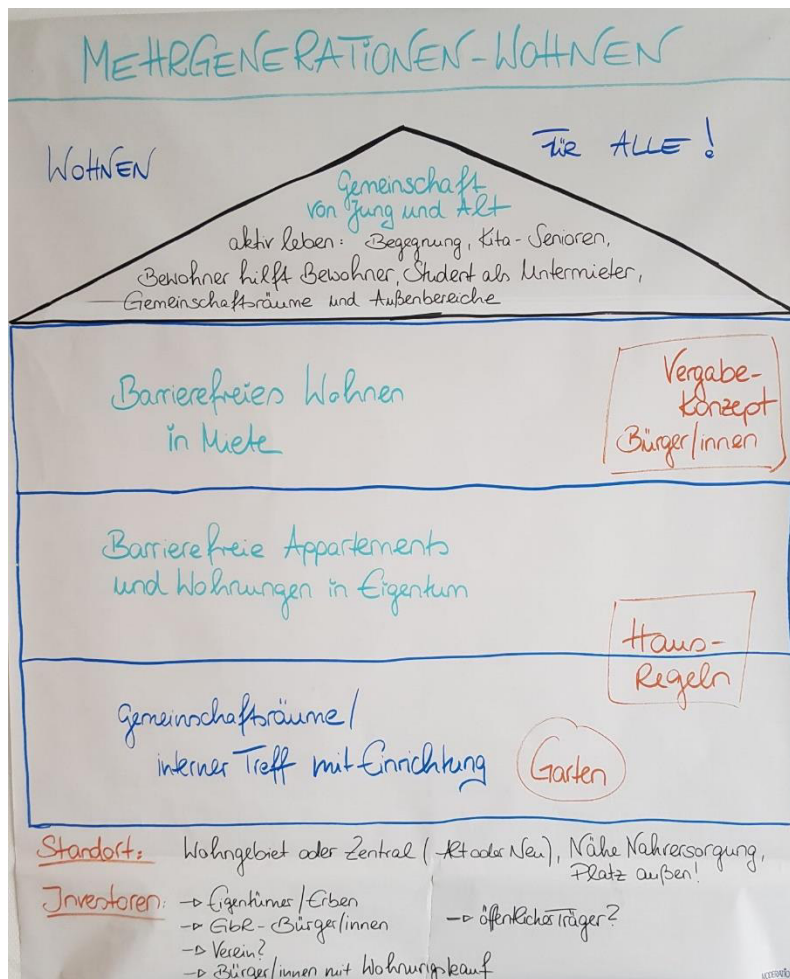 MEHRGENERATIONEN-WOHNEN
WOHNEN
Für ALLE!
Gemeinschaft
von Jung und Alt
aktiv leben: Begegnung, Kita-Senioren,
Bewohner hilft Bewohner, Student als Untermieter,
Gemeinschaftsräume und Außenbereiche
Barrierefreies Wohnen
in Miete
Vergabe-
Konzept
Bürger/innen
Barrierefreie Appartements
und Wohnungen in Eigentum
Haus-
Regeln
Gemeinschaftsräume/
interner Treff mit Einrichtung
Garten
Standort: Wohngebiet oder Zentral (Alt oder Neu), Nähe Nahversorgung,
Platz außen!
Investoren: → Eigentümer/Erben
→ GbR-Bürger/innen → öffentlicher Träger?
→ Verein?
→ Bürger/innen mit Wohnungskauf